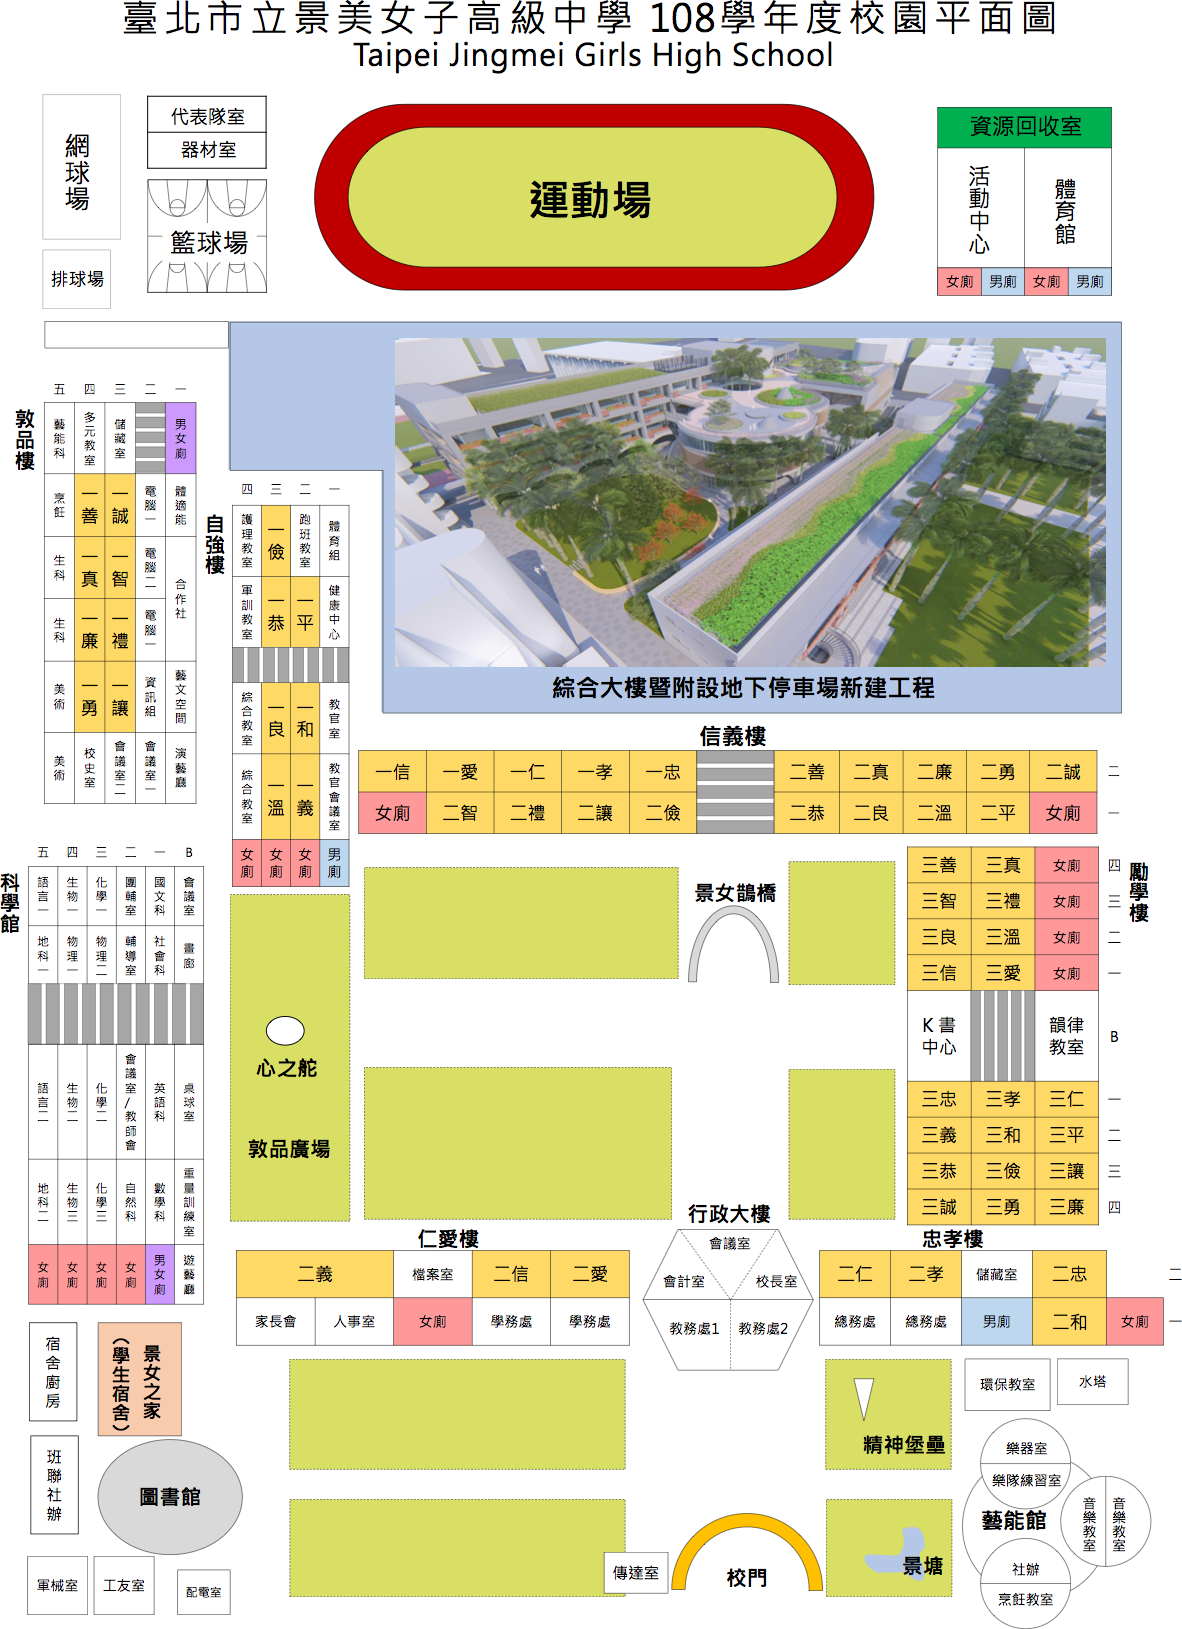 臺北市立景美女子高級中學 108學年度校園平面圖
Taipei Jingmei Girls High School
網球場
代表隊室
器材室
籃球場
排球場
運動場
資源回收室
活動中心
體育館
女廁 男廁 女廁 男廁
敦品樓
五 四 三 二 一
藝能科 多元教室 儲藏室 男女廁
烹飪 一善 一誠 電腦一 體適能
生科 一真 一智 電腦二 合作社
生科 一廉 一禮 電腦一
美術 一勇 一讓 資訊組 藝文空間
美術 校史室 會議室二 會議室一 演藝廳
自強樓
四 三 二 一
護理教室 一儉 跑班教室 體育組
軍訓教室 一恭 一平 健康中心
綜合教室 一良 一和 教官室
綜合教室 一溫 一義 教官會議室
女廁 女廁 女廁 男廁
綜合大樓暨附設地下停車場新建工程
信義樓
一信 一愛 一仁 一孝 一忠 二善 二真 二廉 二勇 二誠 二
女廁 二智 二禮 二讓 二儉 二恭 二良 二溫 二平 女廁 一
科學館
五 四 三 二 一 B
語言一 生物一 化學一 團輔室 國文科 會議室
地科一 物理一 物理二 輔導室 社會科 畫廊
語言二 生物二 化學二 會議室/教師會 英語科 桌球室
地科二 生物三 化學三 自然科 數學科 重量訓練室
女廁 女廁 女廁 女廁 男女廁 遊藝廳
景女鵲橋
心之舵
敦品廣場
勵學樓
三善 三真 女廁 四
三智 三禮 女廁 三
三良 三溫 女廁 二
三信 三愛 女廁 一
K 書中心 韻律教室 B
三忠 三孝 三仁 一
三義 三和 三平 二
三恭 三儉 三讓 三
三誠 三勇 三廉 四
仁愛樓
二義 檔案室 二信 二愛
家長會 人事室 女廁 學務處 學務處
行政大樓
會議室
會計室 校長室
教務處1 教務處2
忠孝樓
二仁 二孝 儲藏室 二忠 二
總務處 總務處 男廁 二和 女廁 一
宿舍廚房
景女之家
（學生宿舍）
班聯社辦
圖書館
軍械室 工友室 配電室
精神堡壘
環保教室 水塔
樂器室
樂隊練習室
藝能館
音樂教室 音樂教室
社辦
烹飪教室
景塘
傳達室
校門